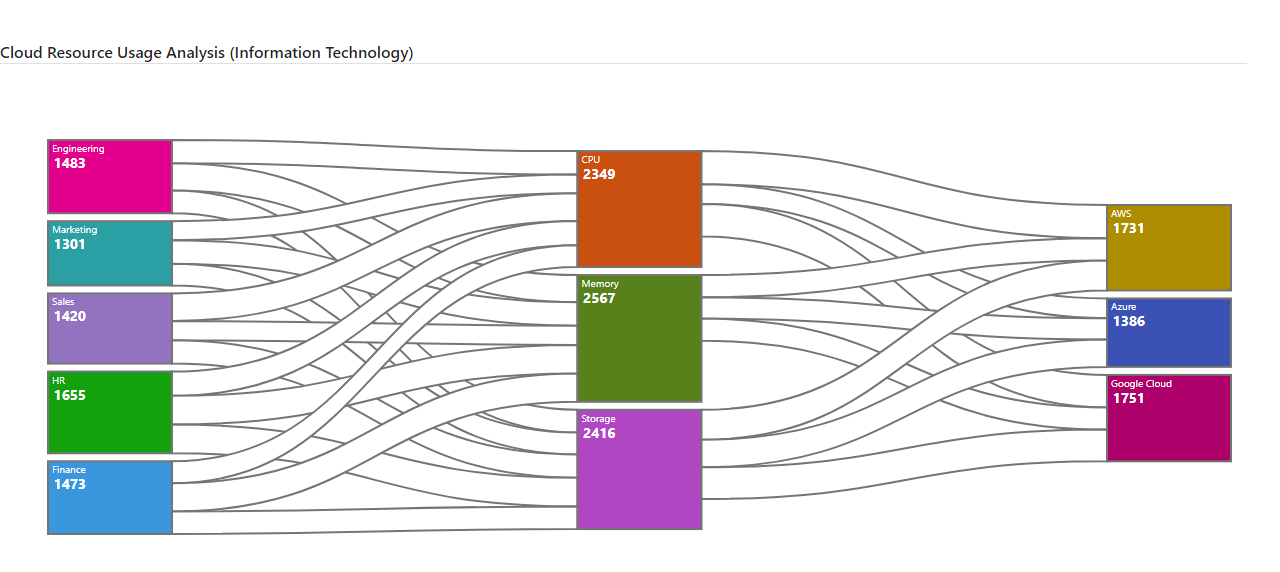 Cloud Resource Usage Analysis (Information Technology)
Engineering
1483
Marketing
1301
Sales
1420
HR
1655
Finance
1473
CPU
2349
Memory
2567
Storage
2416
AWS
1731
Azure
1386
Google Cloud
1751